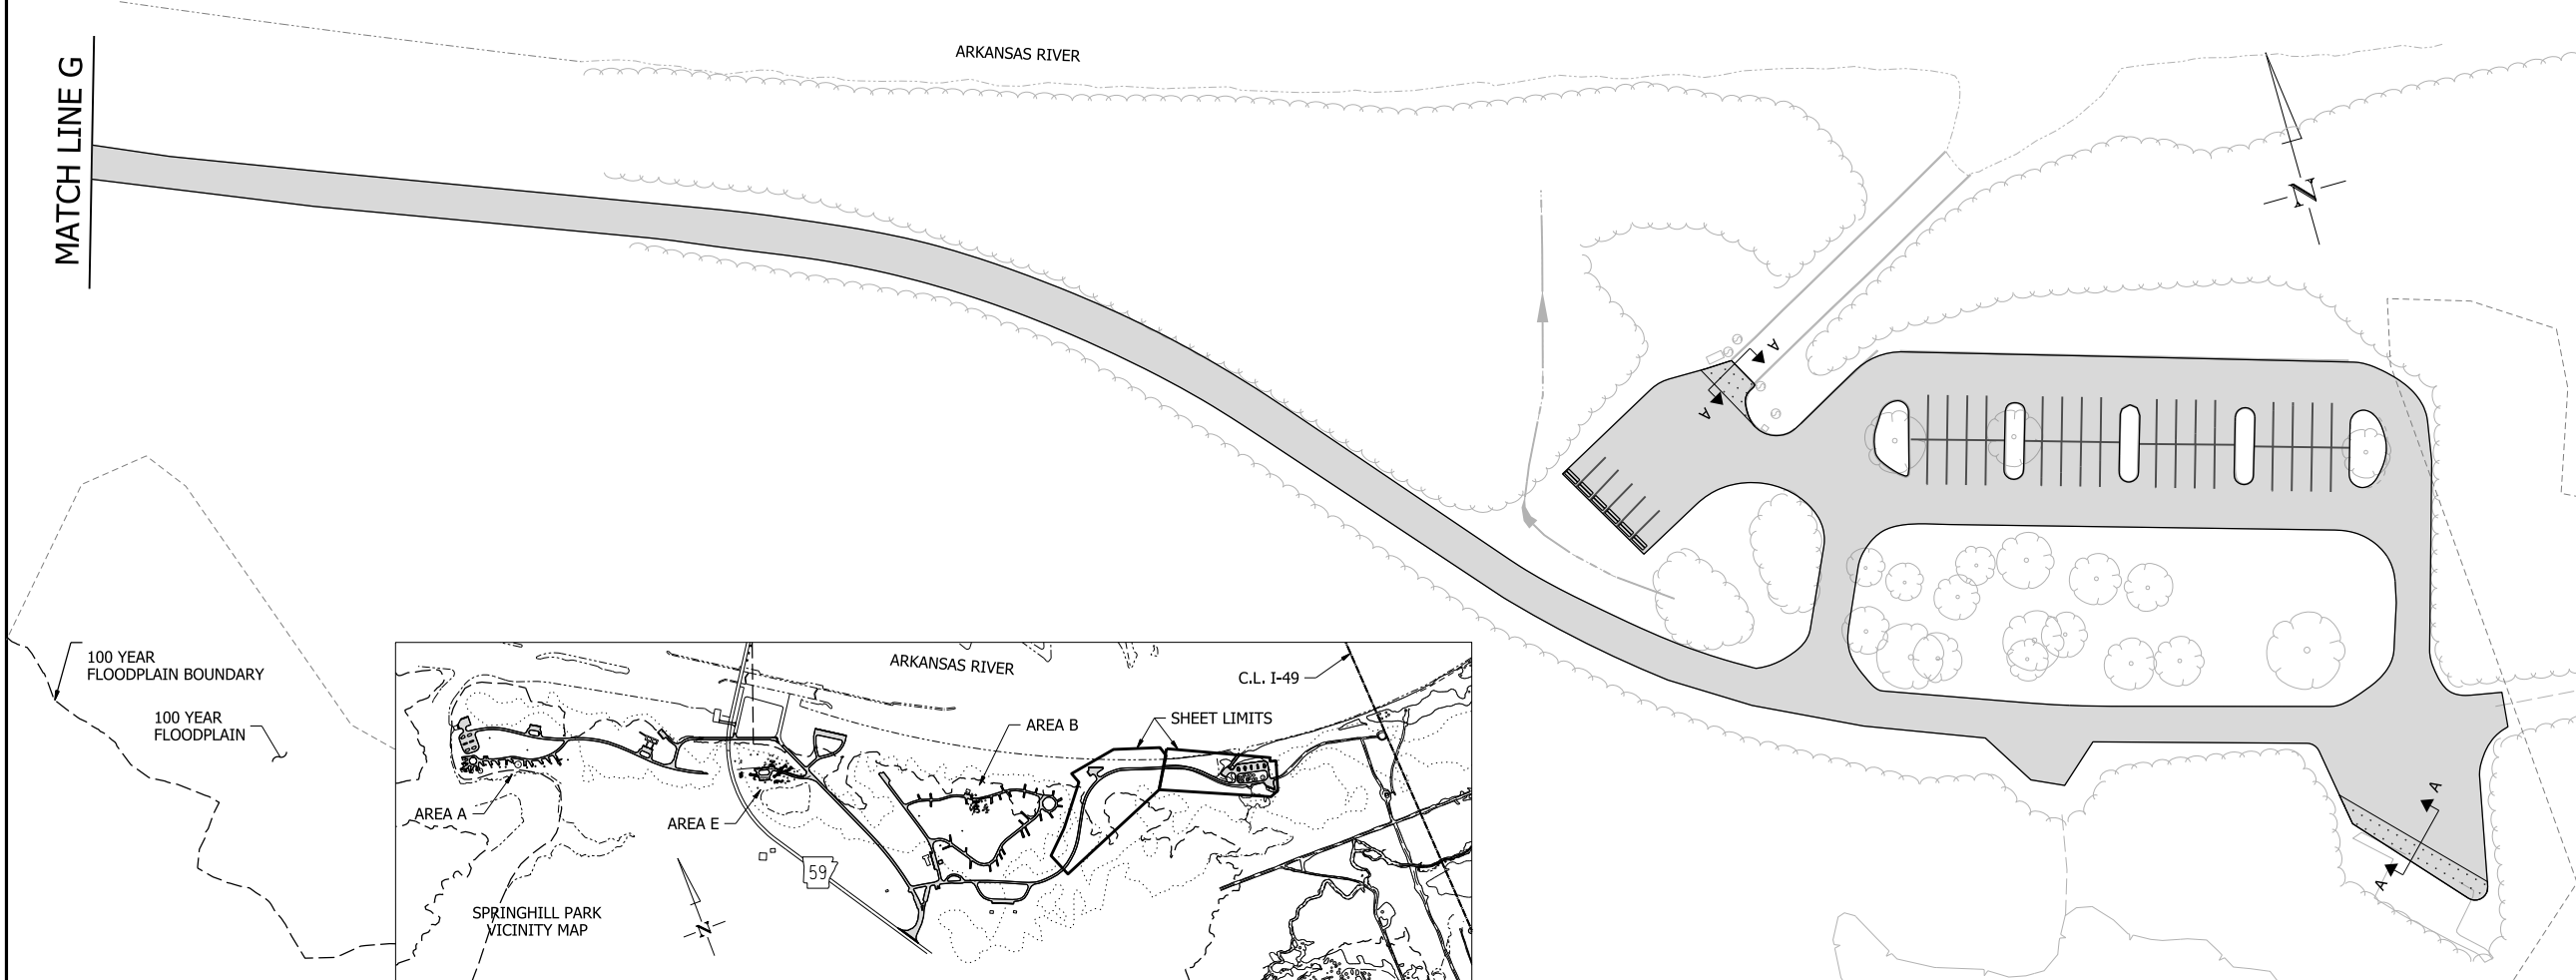 ARKANSAS RIVER
MATCH LINE G
N
A
A
100 YEAR
FLOODPLAIN BOUNDARY
100 YEAR
FLOODPLAIN
ARKANSAS RIVER
C.L. I-49
AREA B
SHEET LIMITS
AREA A
AREA E
59
SPRINGHILL PARK
VICINITY MAP
N
A
A